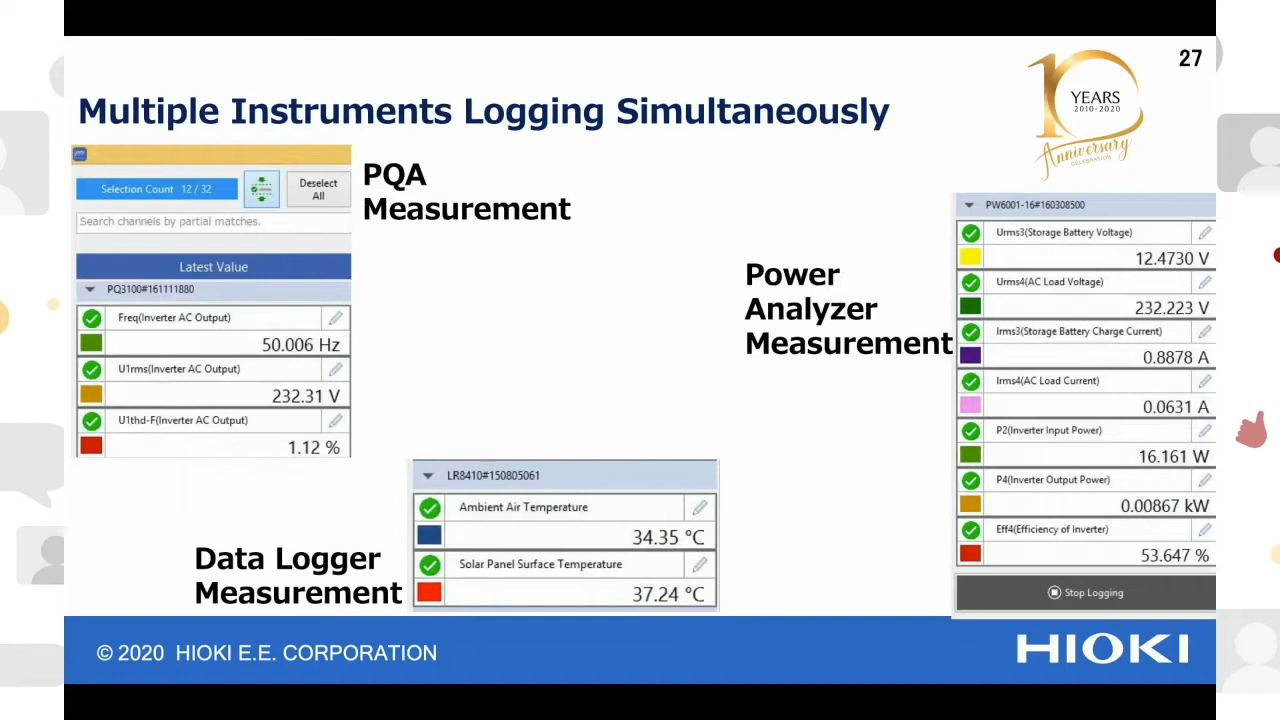 27
10 YEARS
2010-2020
Anniversary
CELEBRATION
Multiple Instruments Logging Simultaneously
Selection Count 12 / 32
Deselect
All
Search channels by partial matches.
Latest Value
PQ3100#161111880
Freq(Inverter AC Output)
50.006 Hz
U1rms(Inverter AC Output)
232.31 V
U1thd-F(Inverter AC Output)
1.12 %
PQA
Measurement
Power
Analyzer
Measurement
PW6001-16#160308500
Urms3(Storage Battery Voltage)
12.4730 V
Urms4(AC Load Voltage)
232.223 V
Irms3(Storage Battery Charge Current)
0.8878 A
Irms4(AC Load Current)
0.0631 A
P2(Inverter Input Power)
16.161 W
P4(Inverter Output Power)
0.00867 kW
Eff4(Efficiency of Inverter)
53.647 %
Stop Logging
Data Logger
Measurement
LR8410#150805061
Ambient Air Temperature
34.35 °C
Solar Panel Surface Temperature
37.24 °C
© 2020 HIOKI E.E. CORPORATION
HIOKI